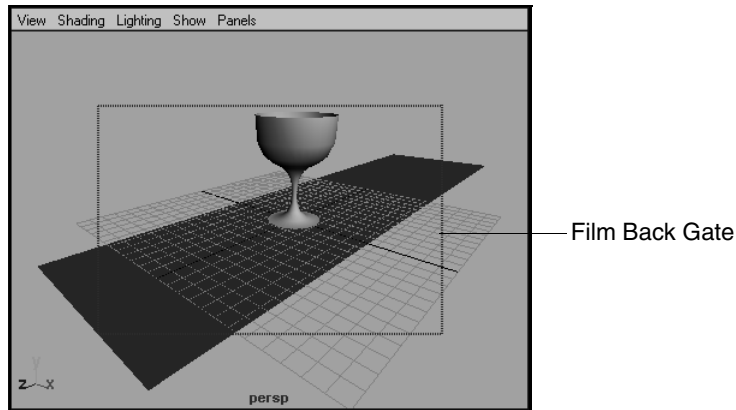 View Shading Lighting Show Panels
Film Back Gate
y
z x
persp